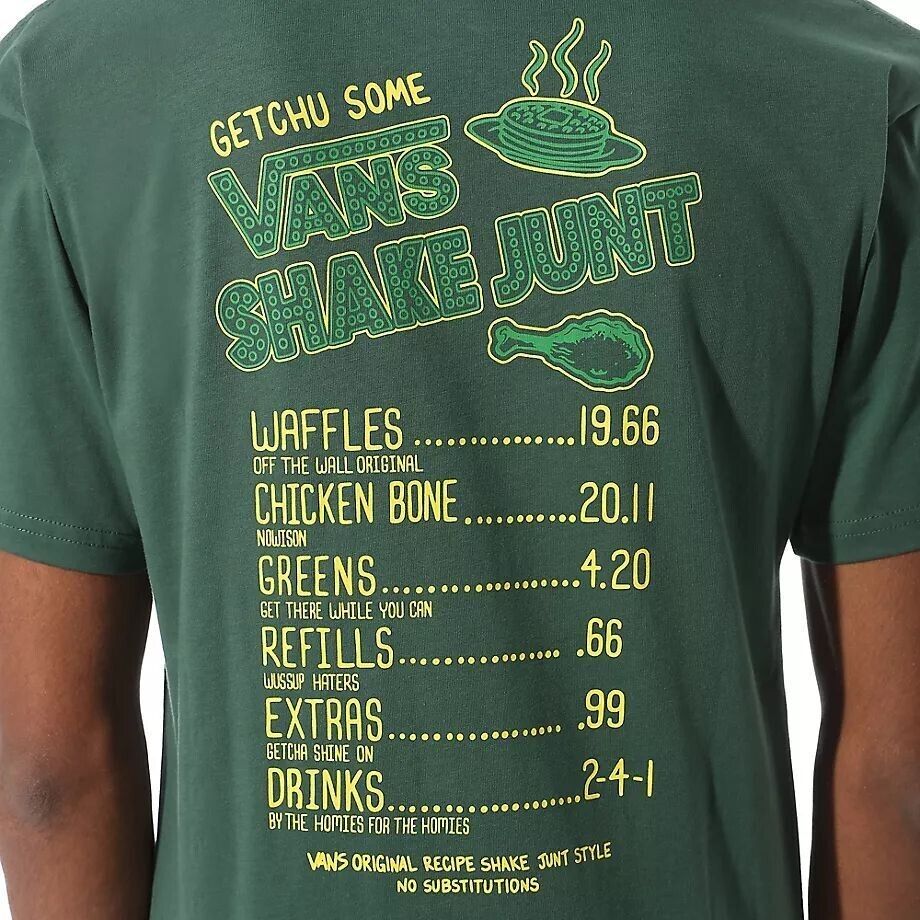 GETCHU SOME
VANS
SHAKE JUNT
WAFFLES ...............19.66
OFF THE WALL ORIGINAL
CHICKEN BONE...........20.11
NOWISON
GREENS...................4.20
GET THERE WHILE YOU CAN
REFILLS................ .66
WUSSUP HATERS
EXTRAS................. .99
GETCHA SHINE ON
DRINKS...................2-4-1
BY THE HOMIES FOR THE HOMIES
VANS ORIGINAL RECIPE SHAKE JUNT STYLE
NO SUBSTITUTIONS